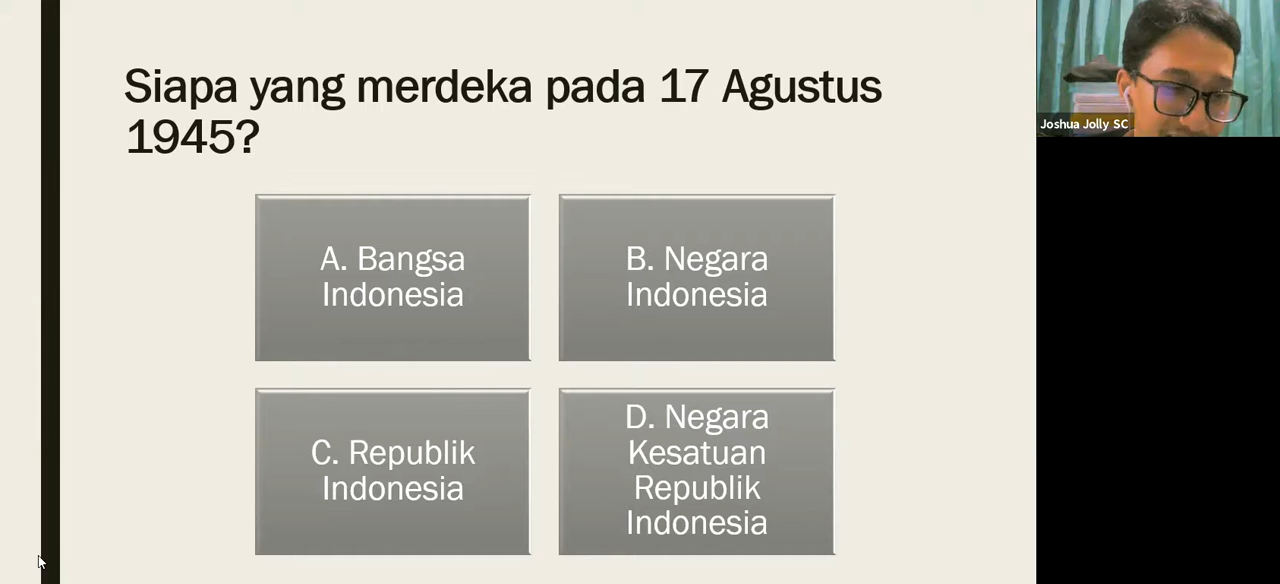 Siapa yang merdeka pada 17 Agustus
1945?
A. Bangsa
Indonesia
B. Negara
Indonesia
C. Republik
Indonesia
D. Negara
Kesatuan
Republik
Indonesia
Joshua Jolly SC